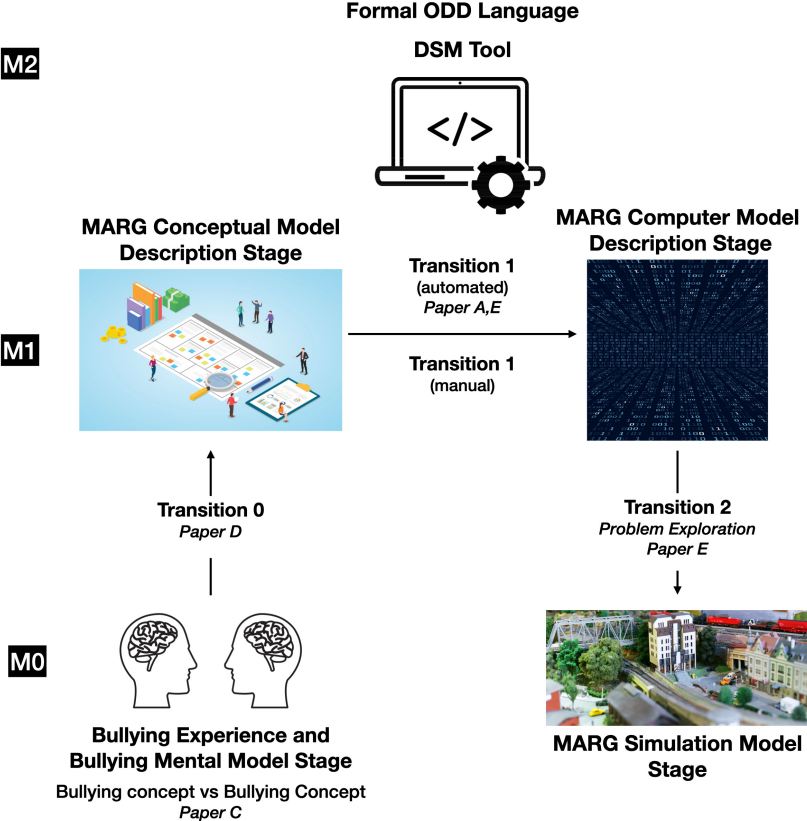 Formal ODD Language
M2
DSM Tool
</>
MARG Conceptual Model
Description Stage
MARG Computer Model
Description Stage
Transition 1
(automated)
Paper A,E
M1
Transition 1
(manual)
Transition 0
Paper D
Transition 2
Problem Exploration
Paper E
M0
Bullying Experience and
Bullying Mental Model Stage
Bullying concept vs Bullying Concept
Paper C
MARG Simulation Model
Stage